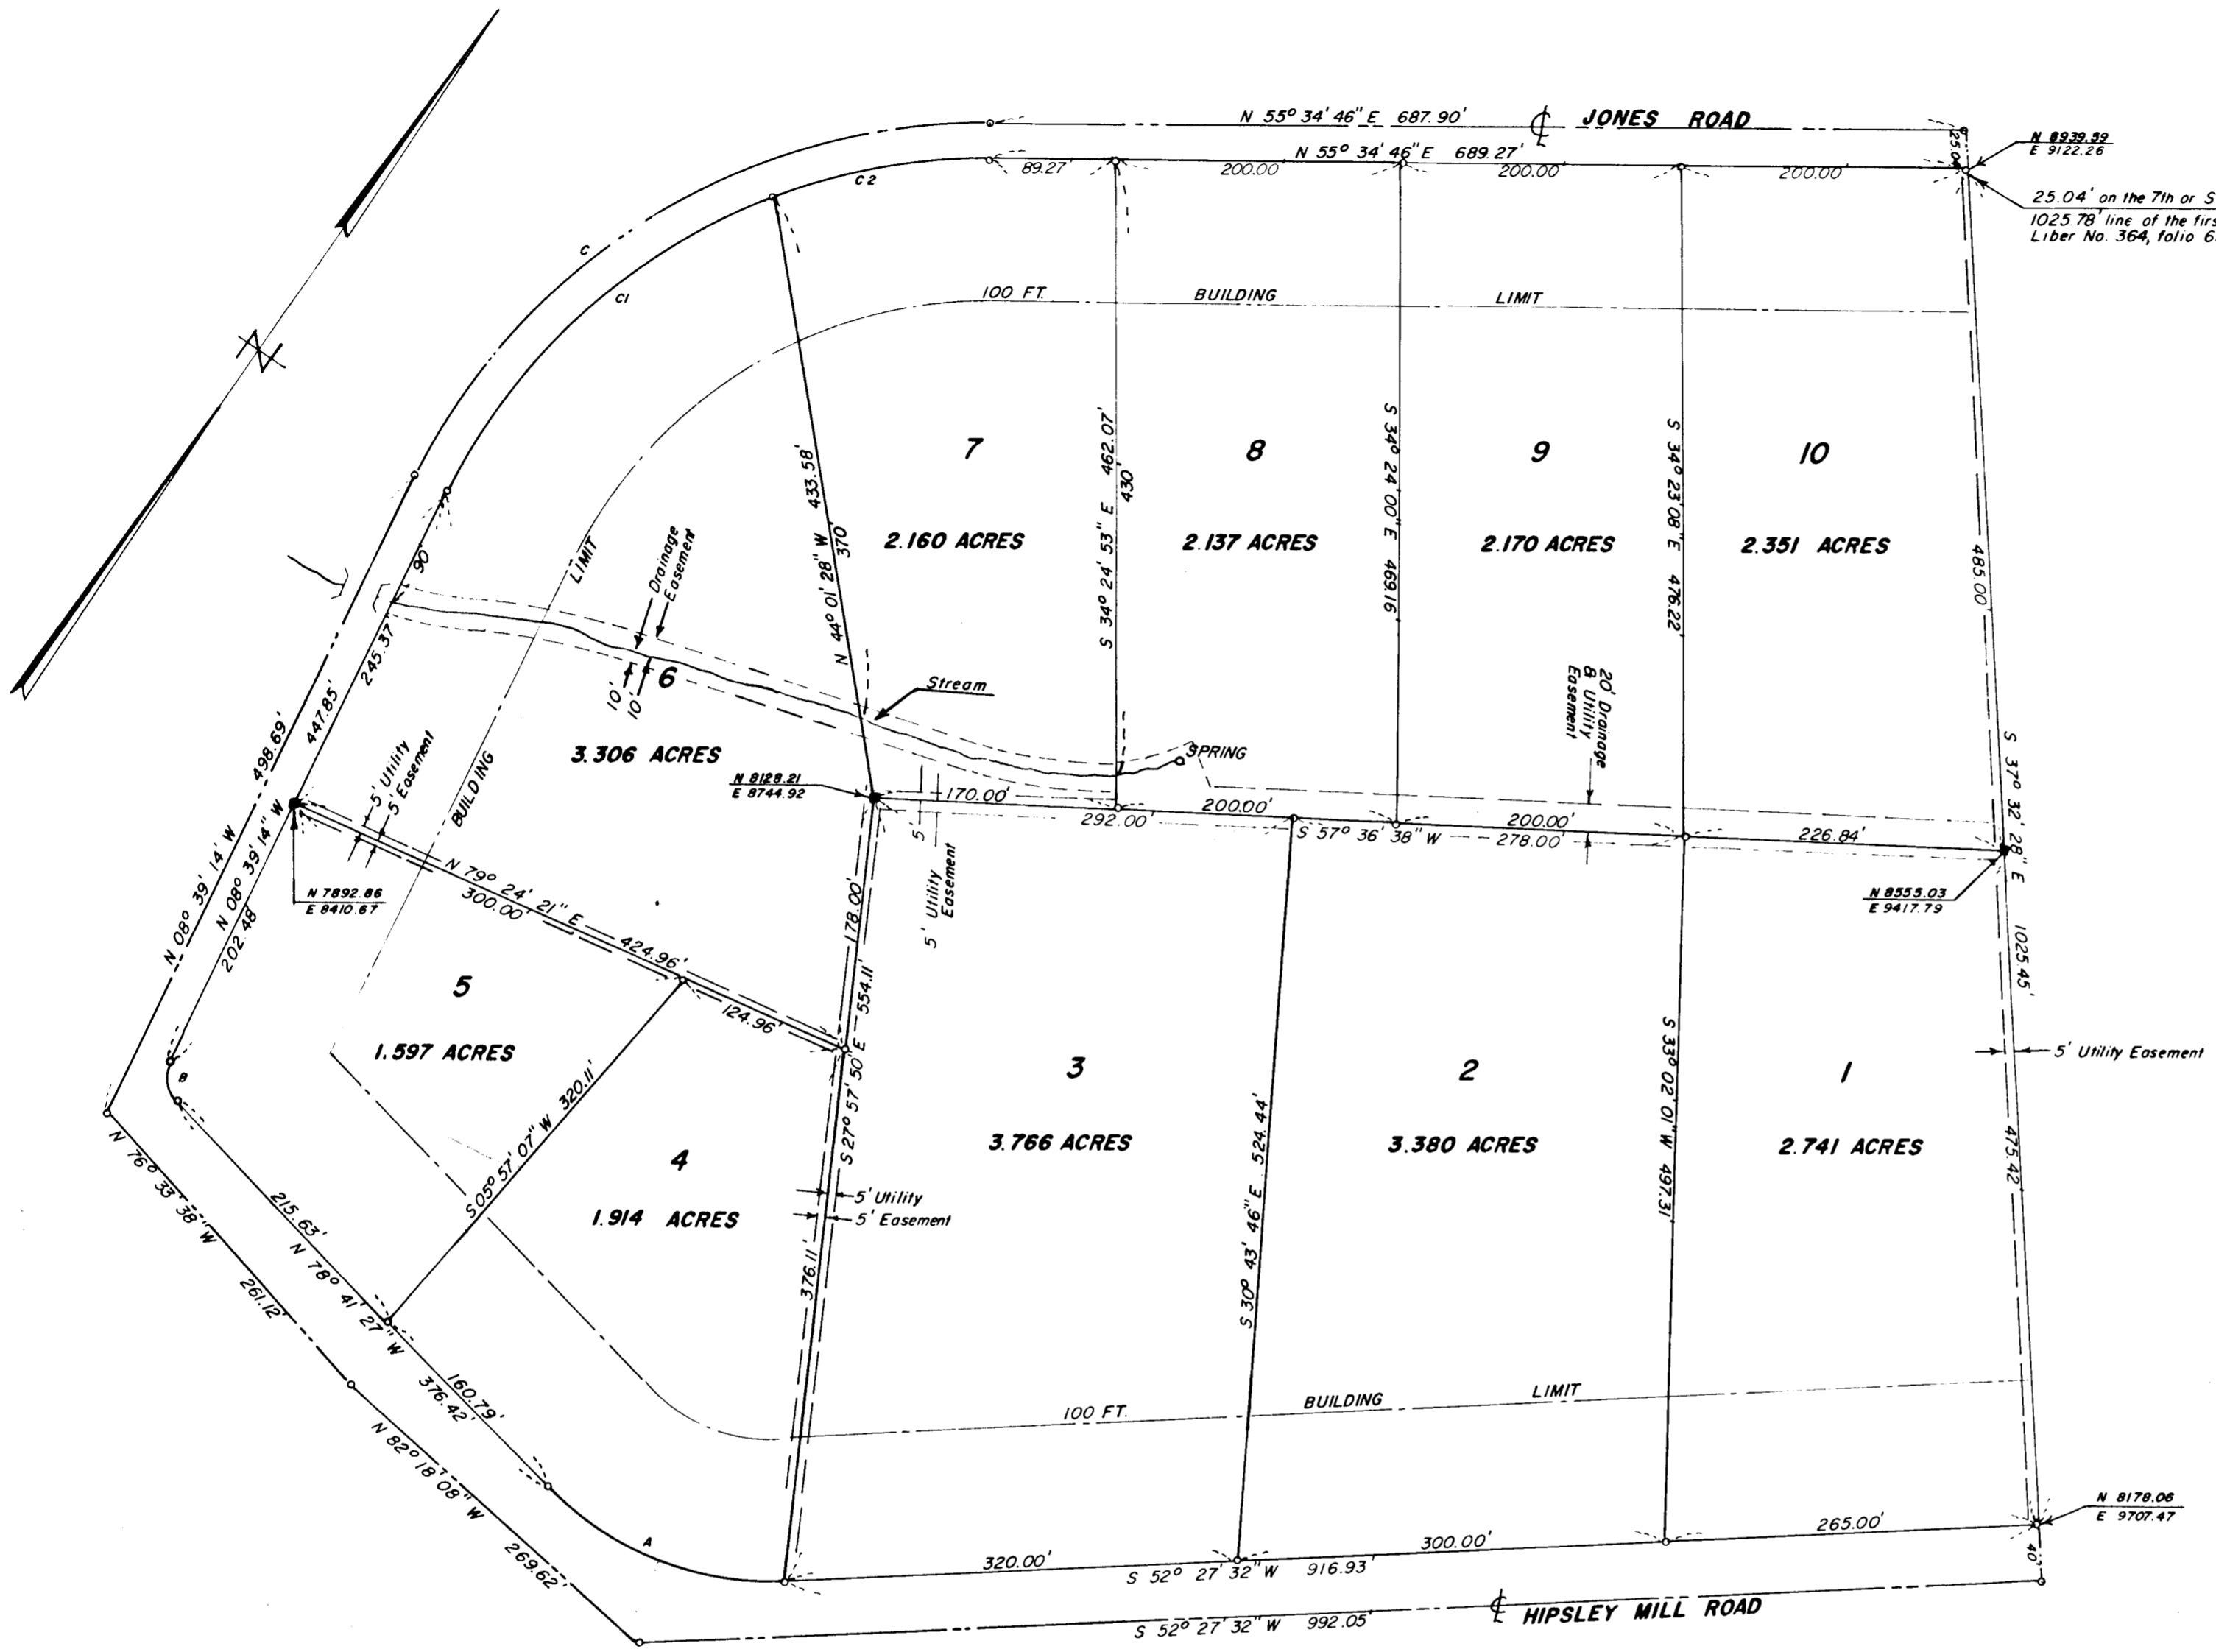 N 55° 34' 46" E 687.90'
℄ JONES ROAD
N 55° 34' 46" E 689.27'
25.04'
N 8939.59
E 9122.26
C2
89.27'
200.00'
200.00'
200.00'
25.04' on the 7th or S
1025.78' line of the firs
Liber No. 364, folio 6
C
C1
N
100 FT. BUILDING LIMIT
7
8
9
10
2.160 ACRES
2.137 ACRES
2.170 ACRES
2.351 ACRES
N 44° 01' 28" W 433.58'
370'
S 34° 24' 53" E 462.07'
430'
S 34° 24' 00" E 469.16'
S 34° 23' 08" E 476.22'
485.00'
LIMIT
BUILDING
90'
Drainage
Easement
10'
10'
6
3.306 ACRES
Stream
SPRING
20' Drainage
& Utility
Easement
245.37'
447.85'
498.69'
N 08° 39' 14" W
N 08° 39' 14" W
202.48'
5' Utility
5' Easement
N 8128.21
E 8744.92
170.00'
292.00'
200.00'
S 57° 36' 38" W
200.00'
278.00'
226.84'
S 37° 32' 28" E 1025.45'
N 7892.86
E 8410.67
N 79° 24' 21" E
300.00'
424.96'
124.96'
178.00'
5'
5' Utility
Easement
N 8555.03
E 9417.79
5
1.597 ACRES
S 27° 57' 50" E 554.11'
3
3.766 ACRES
2
3.380 ACRES
1
2.741 ACRES
5' Utility Easement
475.42'
B
S 05° 57' 07" W 320.11'
4
1.914 ACRES
5' Utility
5' Easement
376.11'
S 30° 43' 46" E 524.44'
S 33° 02' 01" W 497.31'
N 76° 33' 38" W
261.12'
215.63'
N 78° 41' 27" W
160.79'
376.42'
N 82° 18' 08" W
269.62'
A
100 FT. BUILDING LIMIT
320.00'
300.00'
265.00'
S 52° 27' 32" W 916.93'
N 8178.06
E 9707.47
40'
S 52° 27' 32" W 992.05'
℄ HIPSLEY MILL ROAD